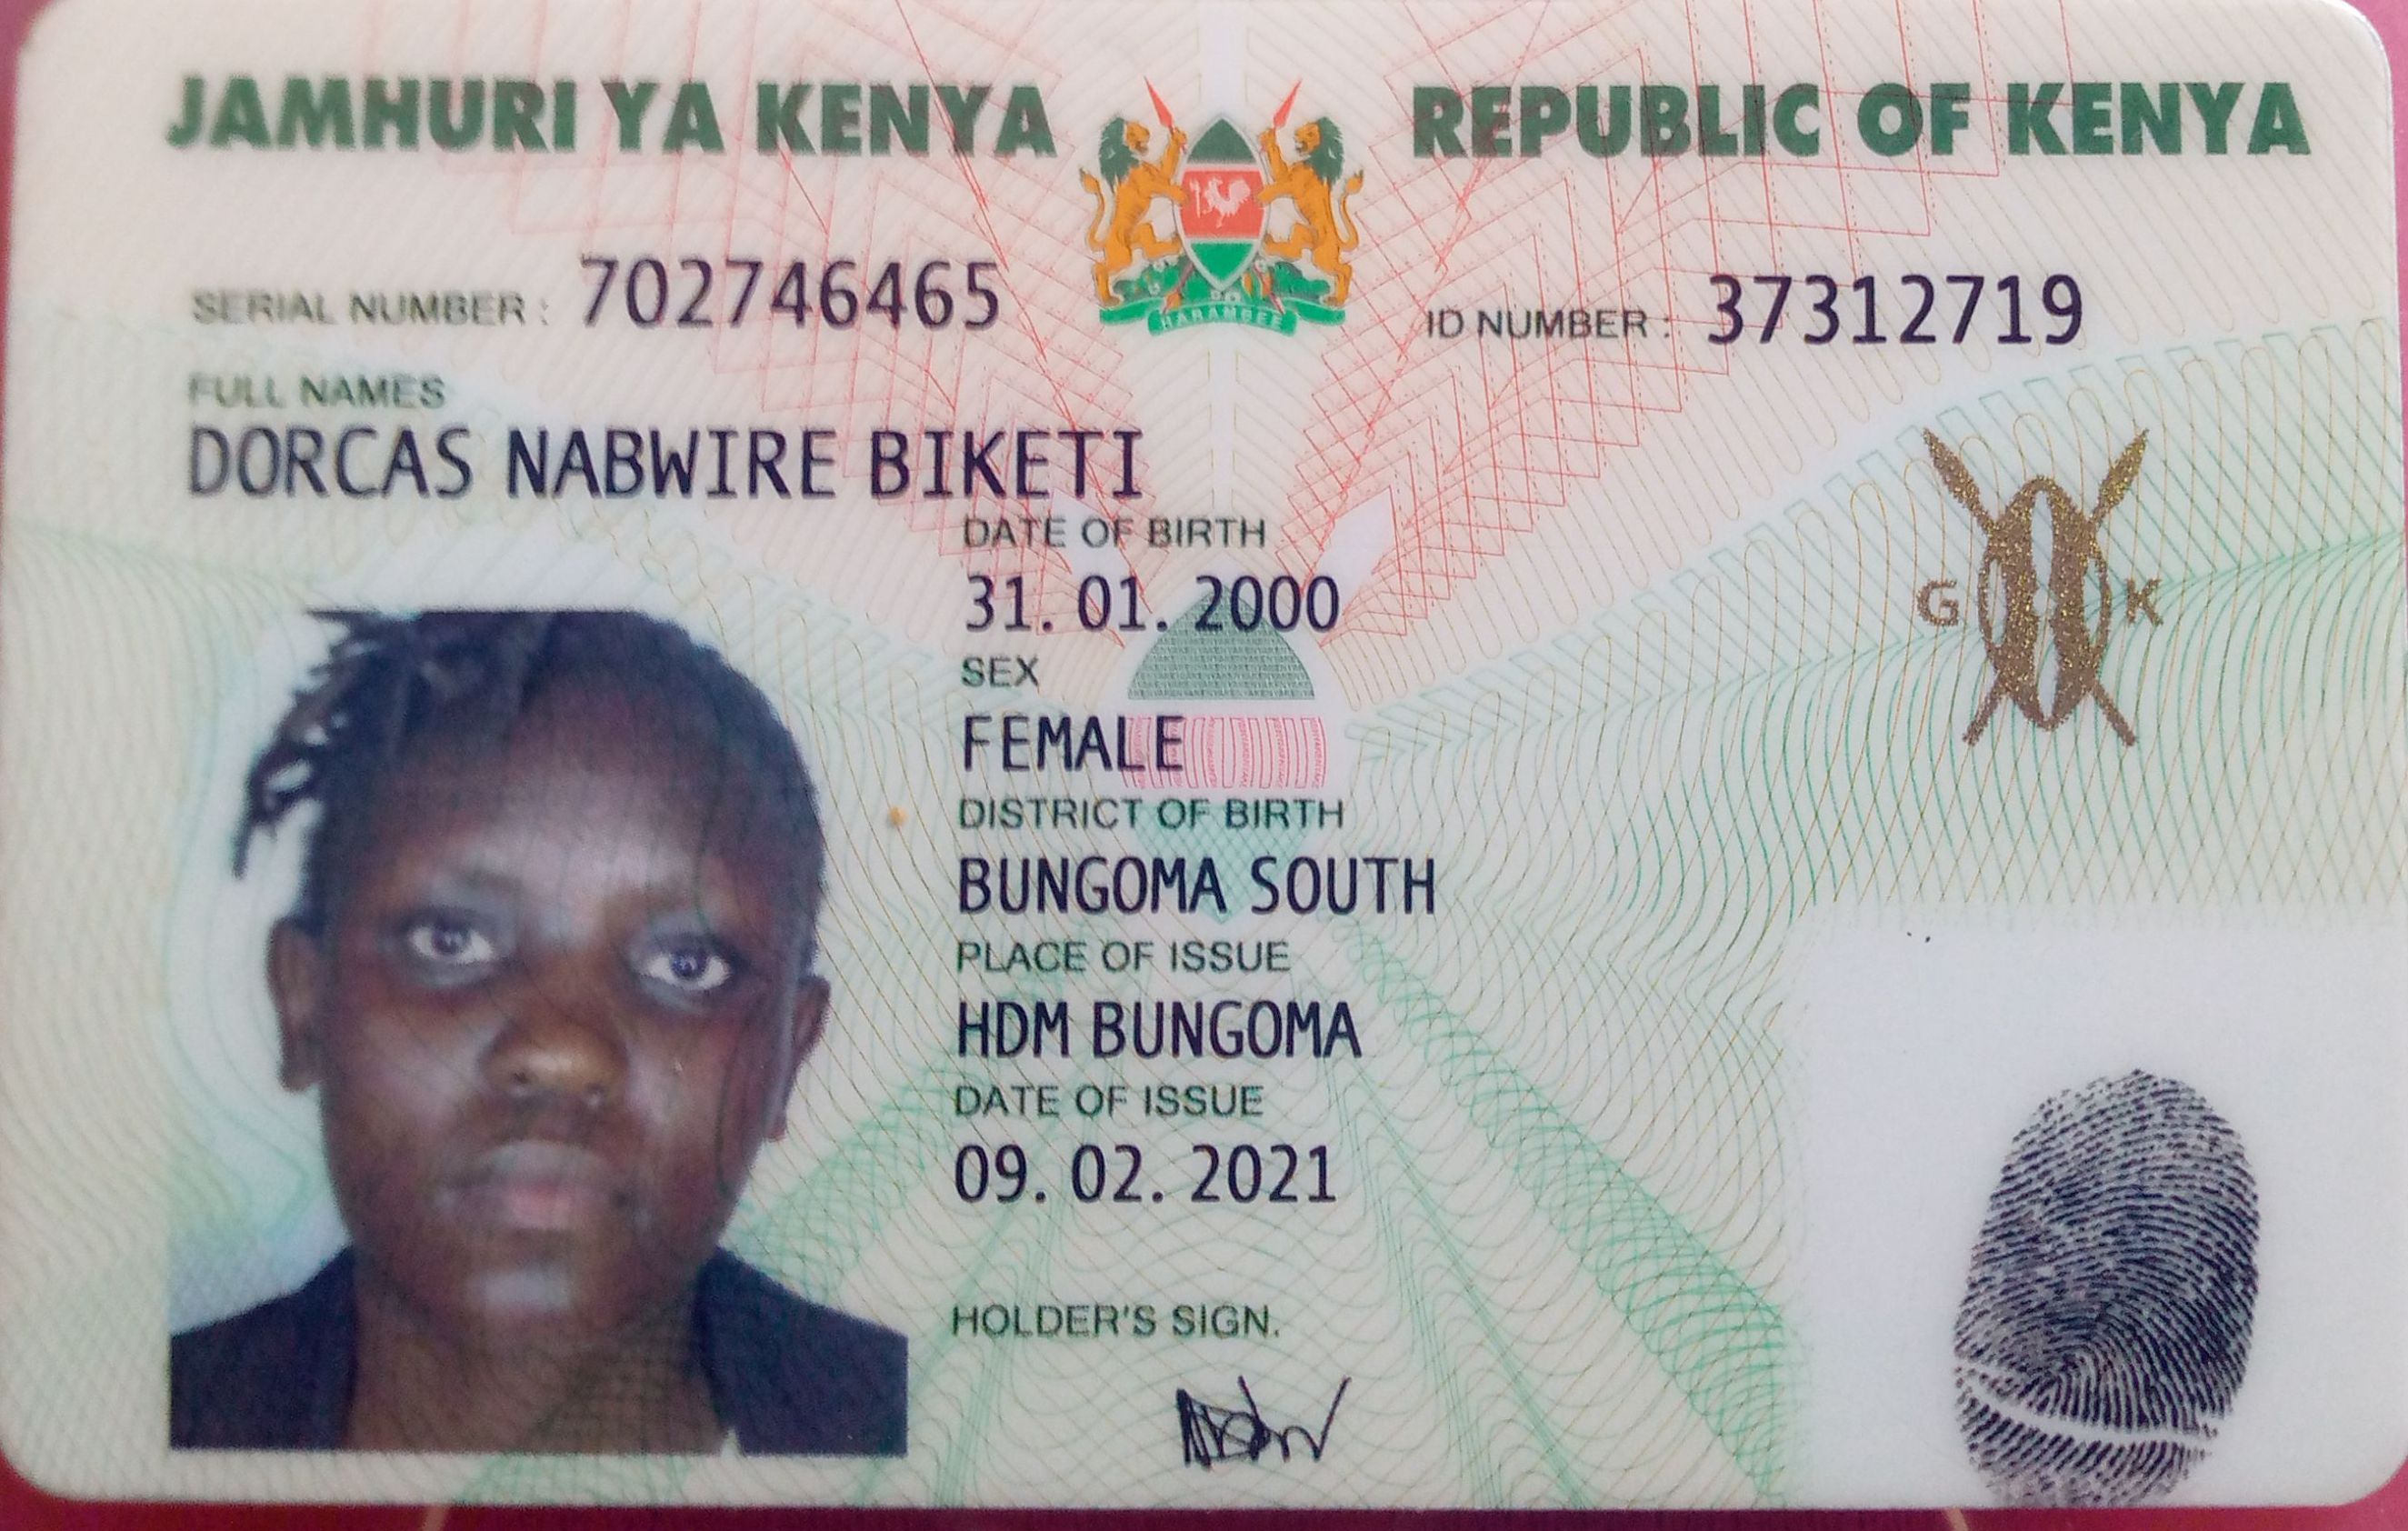 JAMHURI YA KENYA REPUBLIC OF KENYA
HARAMBEE
SERIAL NUMBER : 702746465 ID NUMBER : 37312719
FULL NAMES
DORCAS NABWIRE BIKETI
DATE OF BIRTH
31. 01. 2000
SEX
FEMALE
G K
DISTRICT OF BIRTH
BUNGOMA SOUTH
PLACE OF ISSUE
HDM BUNGOMA
DATE OF ISSUE
09. 02. 2021
HOLDER'S SIGN.